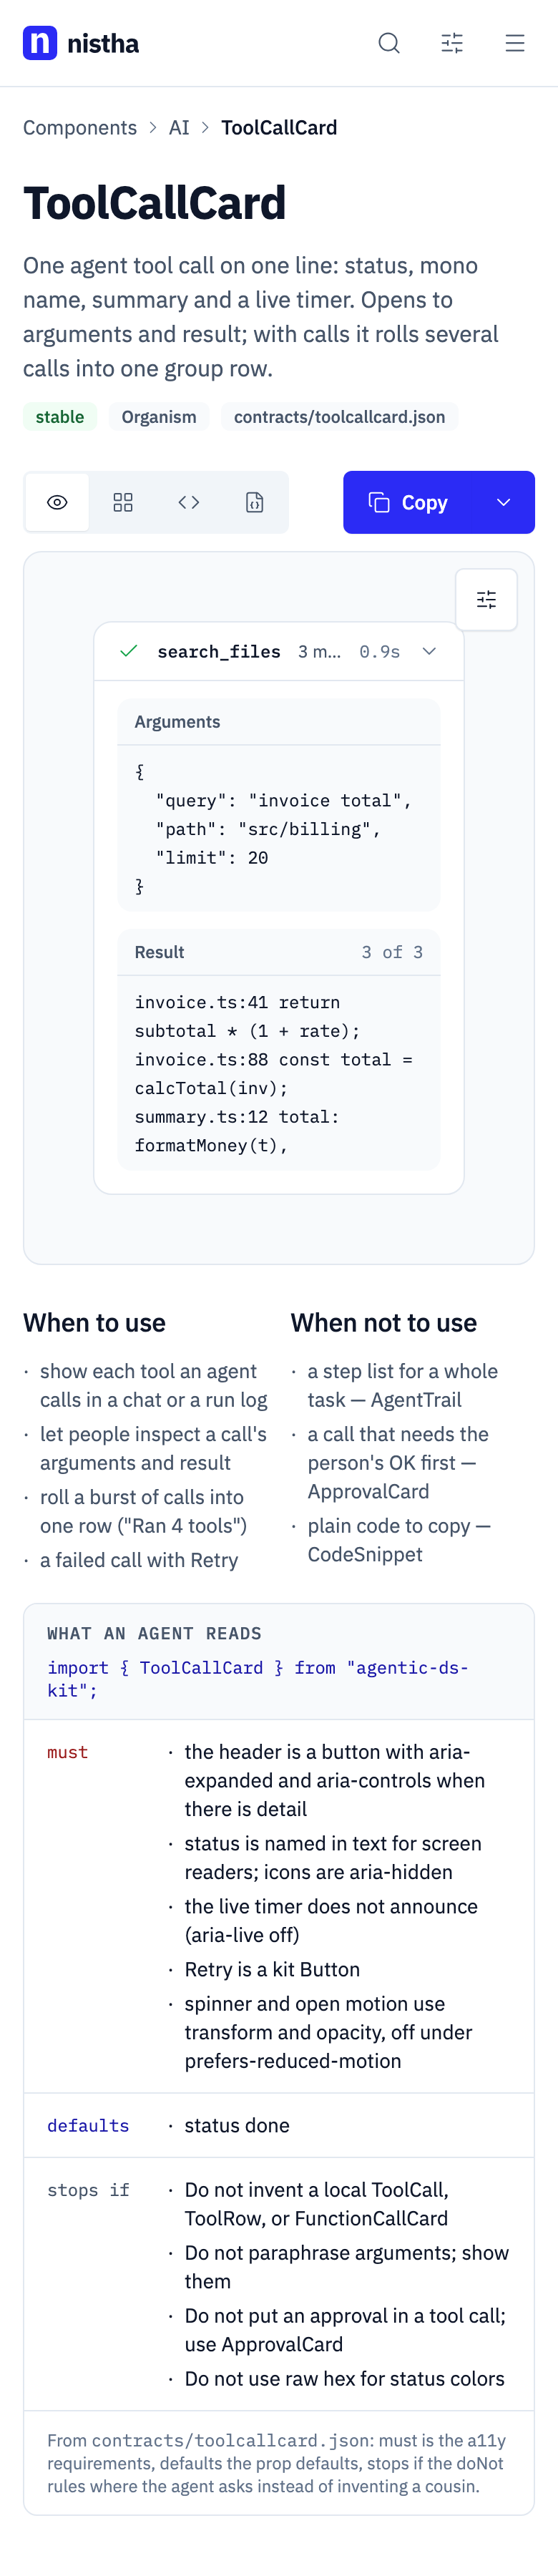 nistha
Components > AI > ToolCallCard
ToolCallCard
One agent tool call on one line: status, mono
name, summary and a live timer. Opens to
arguments and result; with calls it rolls several
calls into one group row.
stable Organism contracts/toolcallcard.json
Copy
search_files 3 m... 0.9s
Arguments
{
"query": "invoice total",
"path": "src/billing",
"limit": 20
}
Result 3 of 3
invoice.ts:41 return
subtotal * (1 + rate);
invoice.ts:88 const total =
calcTotal(inv);
summary.ts:12 total:
formatMoney(t),
When to use
· show each tool an agent
calls in a chat or a run log
· let people inspect a call's
arguments and result
· roll a burst of calls into
one row ("Ran 4 tools")
· a failed call with Retry
When not to use
· a step list for a whole
task — AgentTrail
· a call that needs the
person's OK first —
ApprovalCard
· plain code to copy —
CodeSnippet
WHAT AN AGENT READS
import { ToolCallCard } from "agentic-ds-
kit";
must
· the header is a button with aria-
expanded and aria-controls when
there is detail
· status is named in text for screen
readers; icons are aria-hidden
· the live timer does not announce
(aria-live off)
· Retry is a kit Button
· spinner and open motion use
transform and opacity, off under
prefers-reduced-motion
defaults
· status done
stops if
· Do not invent a local ToolCall,
ToolRow, or FunctionCallCard
· Do not paraphrase arguments; show
them
· Do not put an approval in a tool call;
use ApprovalCard
· Do not use raw hex for status colors
From contracts/toolcallcard.json: must is the a11y
requirements, defaults the prop defaults, stops if the doNot
rules where the agent asks instead of inventing a cousin.